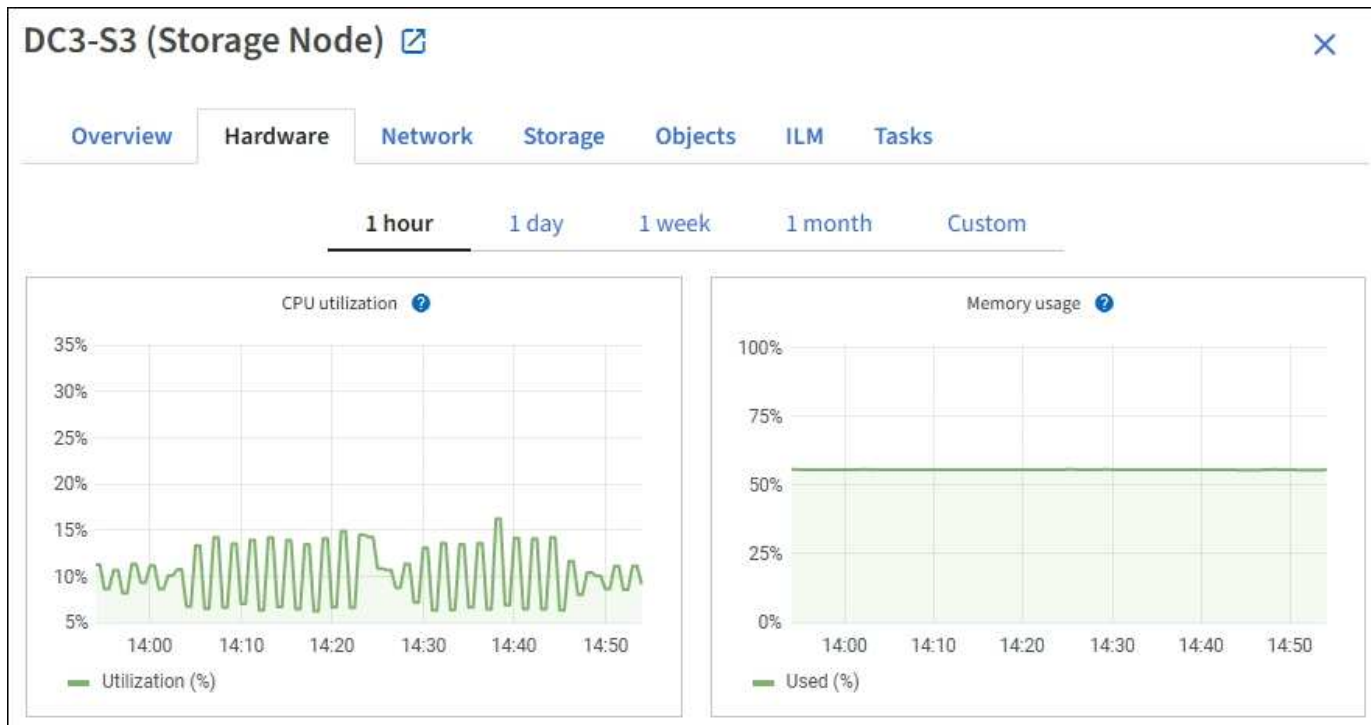 DC3-S3 (Storage Node)
Overview Hardware Network Storage Objects ILM Tasks
1 hour 1 day 1 week 1 month Custom
CPU utilization ?
35%
30%
25%
20%
15%
10%
5%
14:00 14:10 14:20 14:30 14:40 14:50
Utilization (%)
Memory usage ?
100%
75%
50%
25%
0%
14:00 14:10 14:20 14:30 14:40 14:50
Used (%)